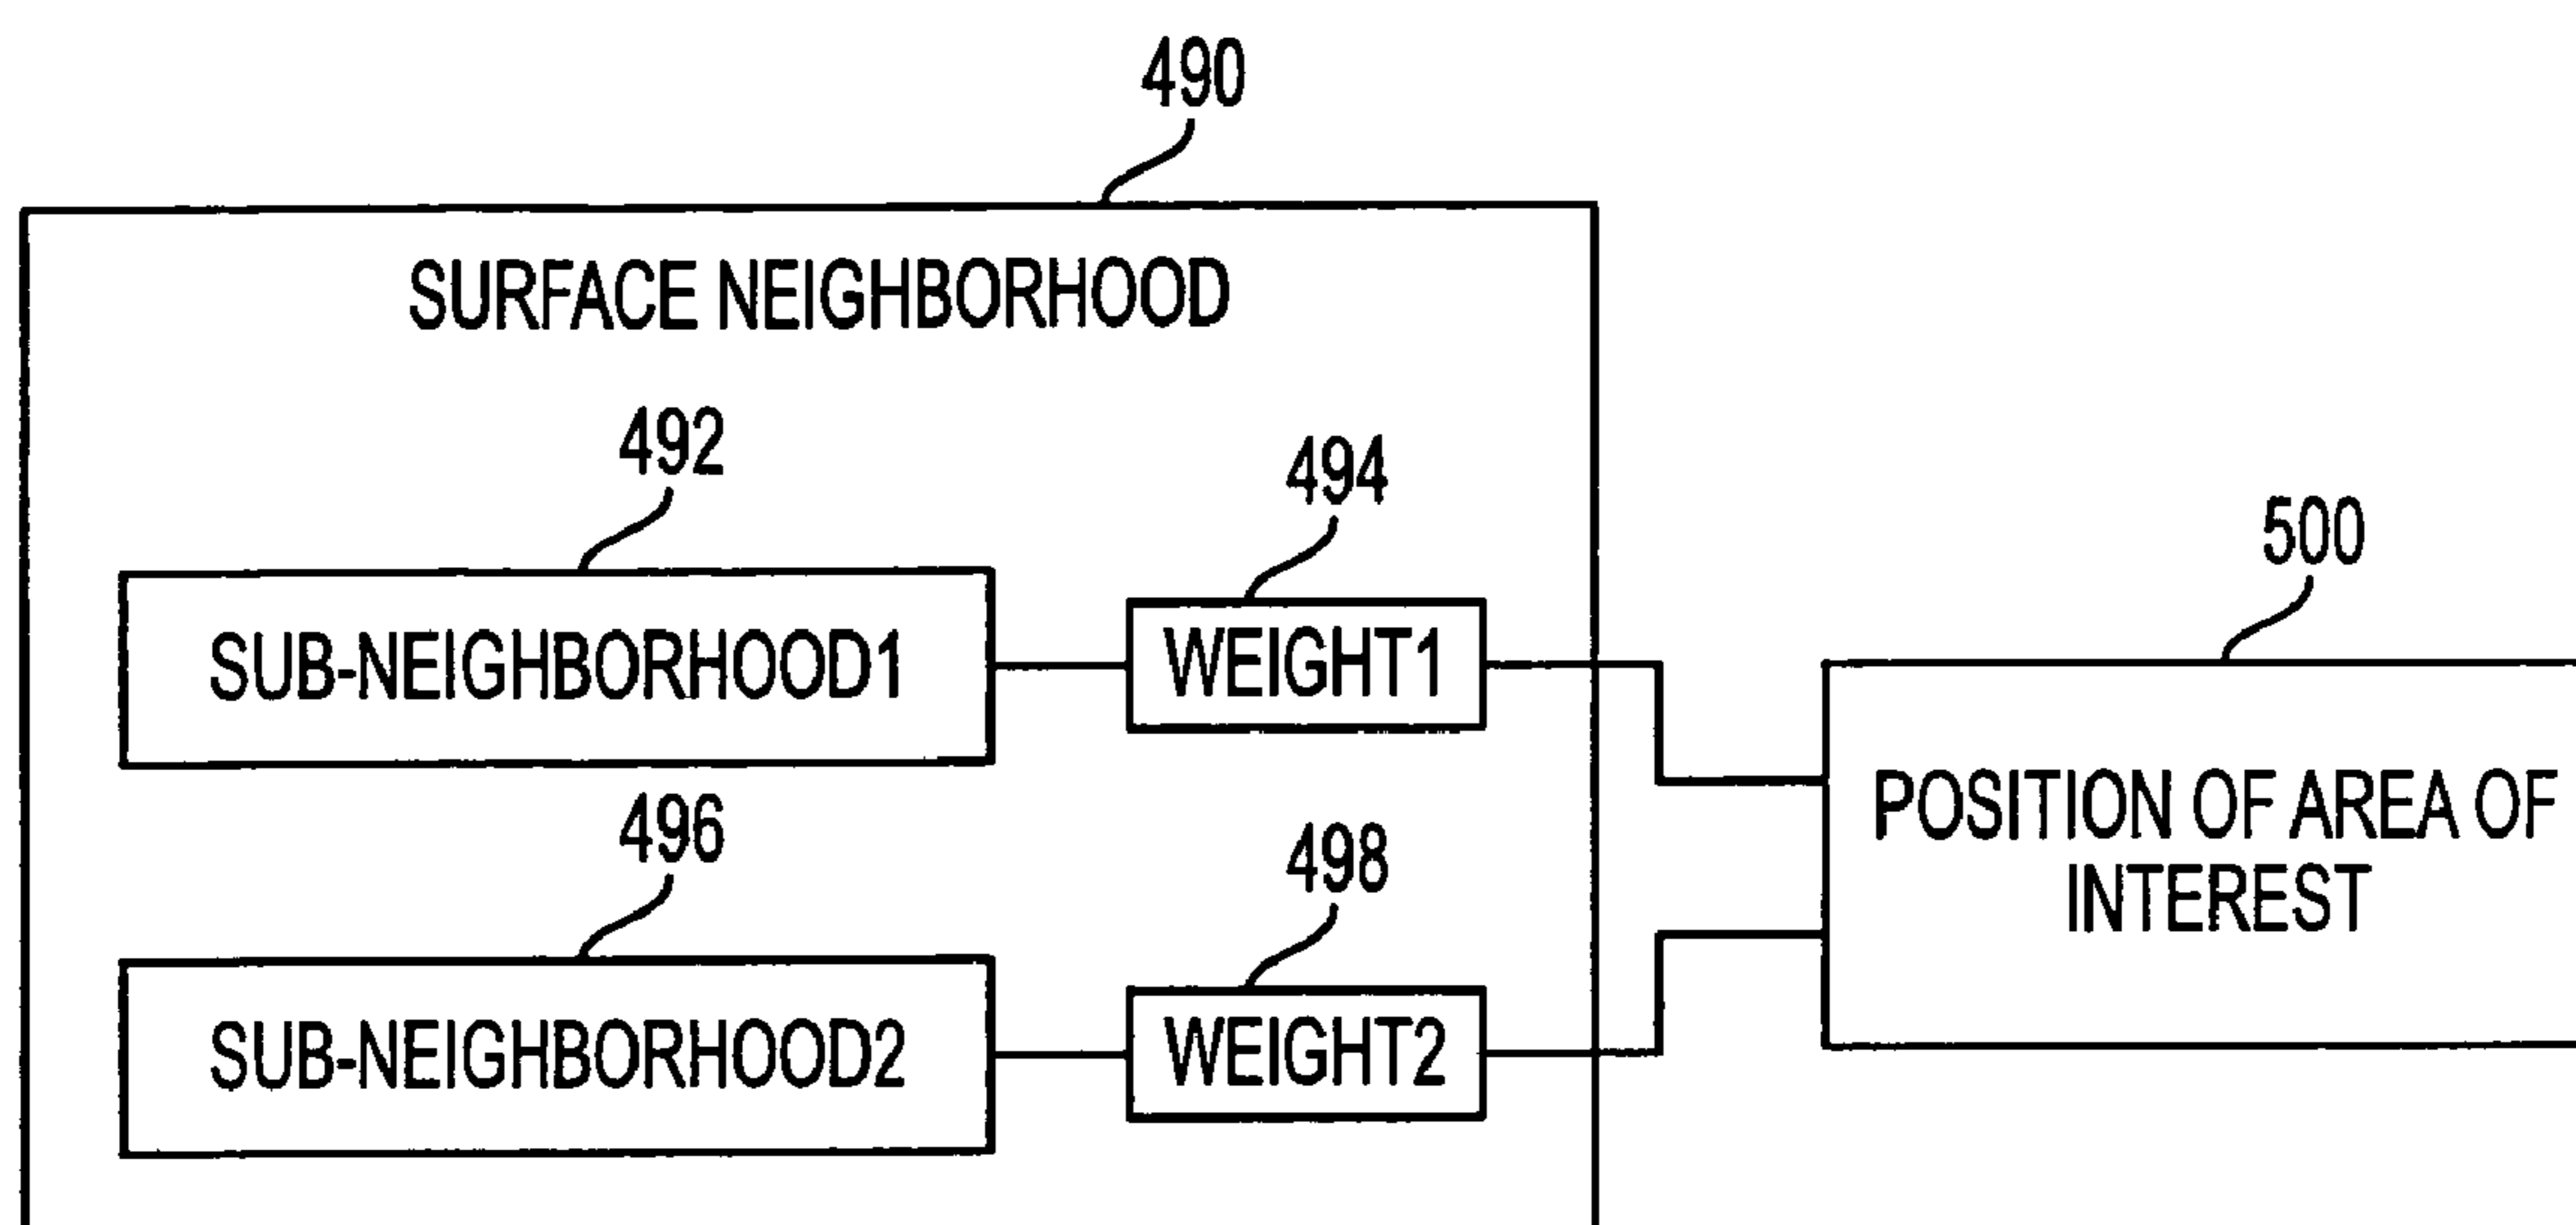 490
SURFACE NEIGHBORHOOD
492
494
500
SUB-NEIGHBORHOOD1
WEIGHT1
POSITION OF AREA OF
INTEREST
496
498
SUB-NEIGHBORHOOD2
WEIGHT2